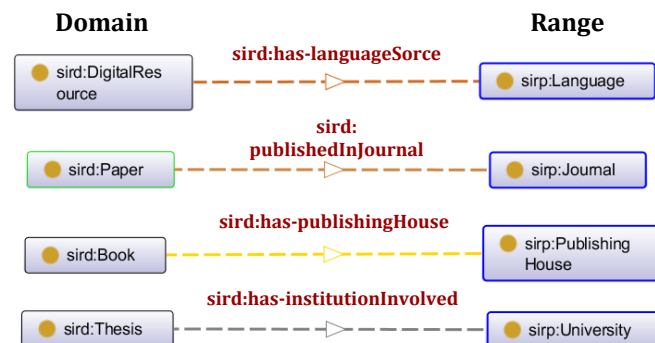 Domain
Range
sird:has-languageSorce
sird:DigitalRes
ource
sirp:Language
sird:
publishedInJournal
sird:Paper
sirp:Journal
sird:has-publishingHouse
sird:Book
sirp:Publishing
House
sird:has-institutionInvolved
sird:Thesis
sirp:University